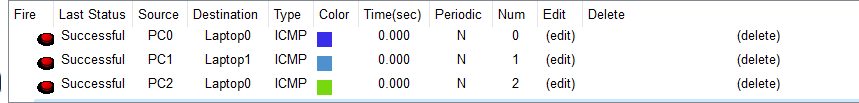 Fire Last Status Source Destination Type Color Time(sec) Periodic Num Edit Delete
Successful PC0 Laptop0 ICMP 0.000 N 0 (edit) (delete)
Successful PC1 Laptop1 ICMP 0.000 N 1 (edit) (delete)
Successful PC2 Laptop0 ICMP 0.000 N 2 (edit) (delete)